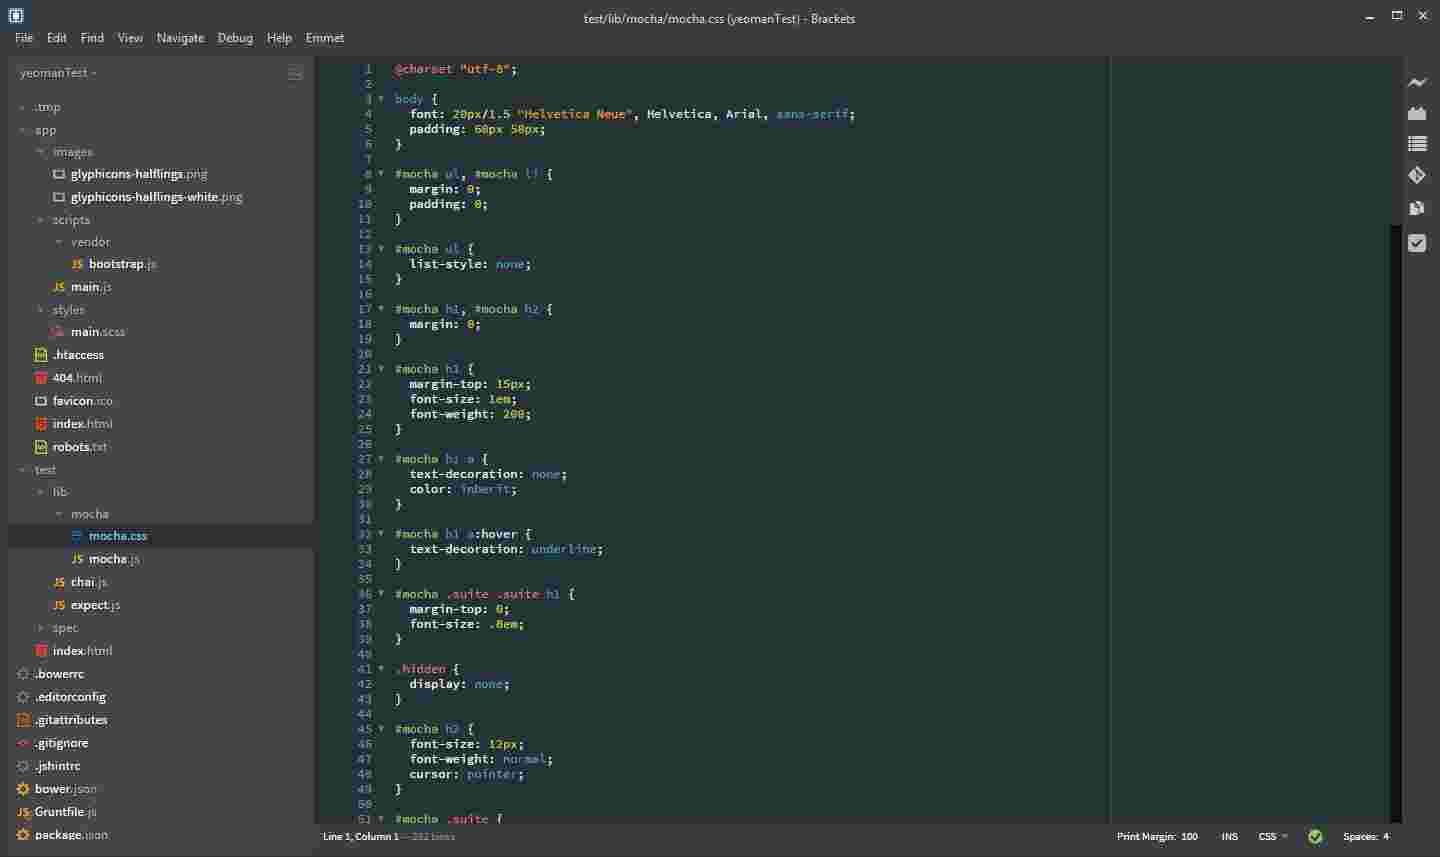 test/lib/mocha/mocha.css (yeomanTest) - Brackets
File Edit Find View Navigate Debug Help Emmet
yeomanTest
.tmp
app
images
glyphicons-halflings.png
glyphicons-halflings-white.png
scripts
vendor
bootstrap.js
main.js
styles
main.scss
.htaccess
404.html
favicon.ico
index.html
robots.txt
test
lib
mocha
mocha.css
mocha.js
chai.js
expect.js
spec
index.html
.bowerrc
.editorconfig
.gitattributes
.gitignore
.jshintrc
bower.json
Gruntfile.js
package.json
1 @charset "utf-8";
2
3 body {
4 font: 20px/1.5 "Helvetica Neue", Helvetica, Arial, sans-serif;
5 padding: 60px 50px;
6 }
7
8 #mocha ul, #mocha li {
9 margin: 0;
10 padding: 0;
11 }
12
13 #mocha ul {
14 list-style: none;
15 }
16
17 #mocha h1, #mocha h2 {
18 margin: 0;
19 }
20
21 #mocha h1 {
22 margin-top: 15px;
23 font-size: 1em;
24 font-weight: 200;
25 }
26
27 #mocha h1 a {
28 text-decoration: none;
29 color: inherit;
30 }
31
32 #mocha h1 a:hover {
33 text-decoration: underline;
34 }
35
36 #mocha .suite .suite h1 {
37 margin-top: 0;
38 font-size: .8em;
39 }
40
41 .hidden {
42 display: none;
43 }
44
45 #mocha h2 {
46 font-size: 12px;
47 font-weight: normal;
48 cursor: pointer;
49 }
50
51 #mocha .suite {
Line 1, Column 1
Print Margin: 100 INS CSS Spaces: 4